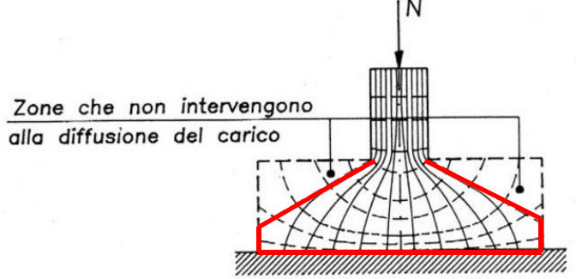 N
Zone che non intervengono
alla diffusione del carico